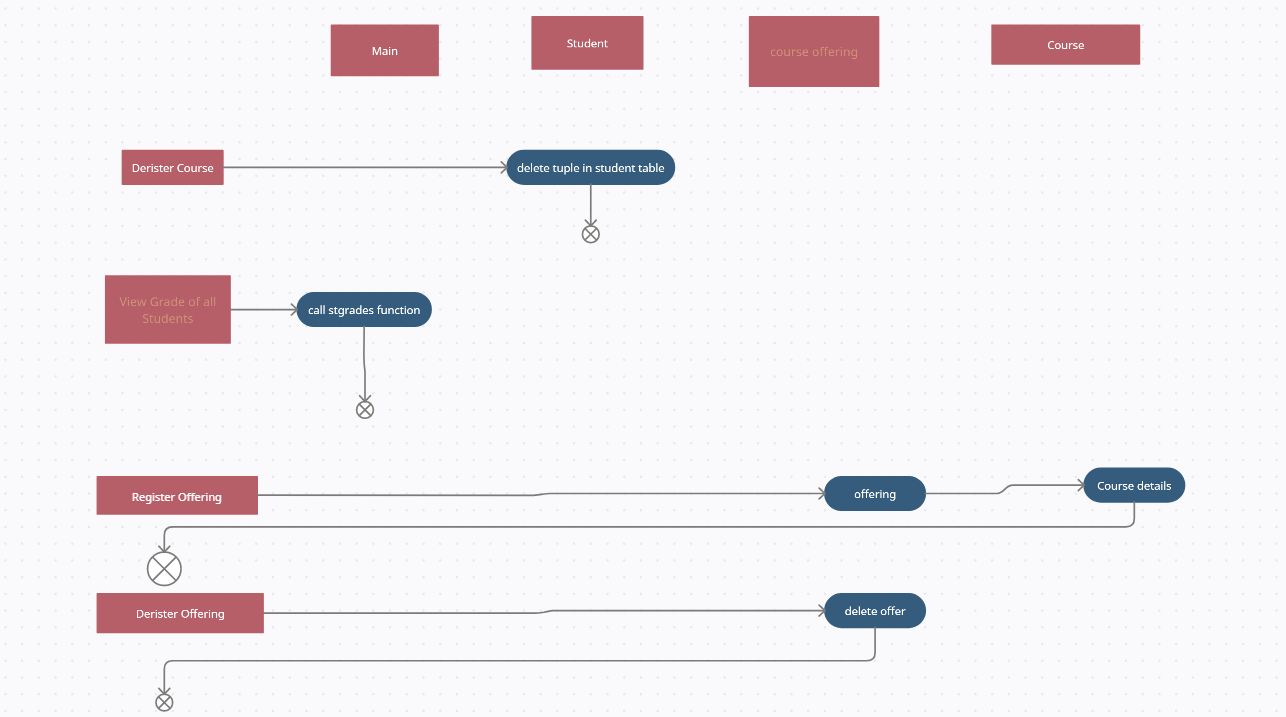 Main
Student
course offering
Course
Derister Course
delete tuple in student table
View Grade of all
Students
call stgrades function
Register Offering
offering
Course details
Derister Offering
delete offer